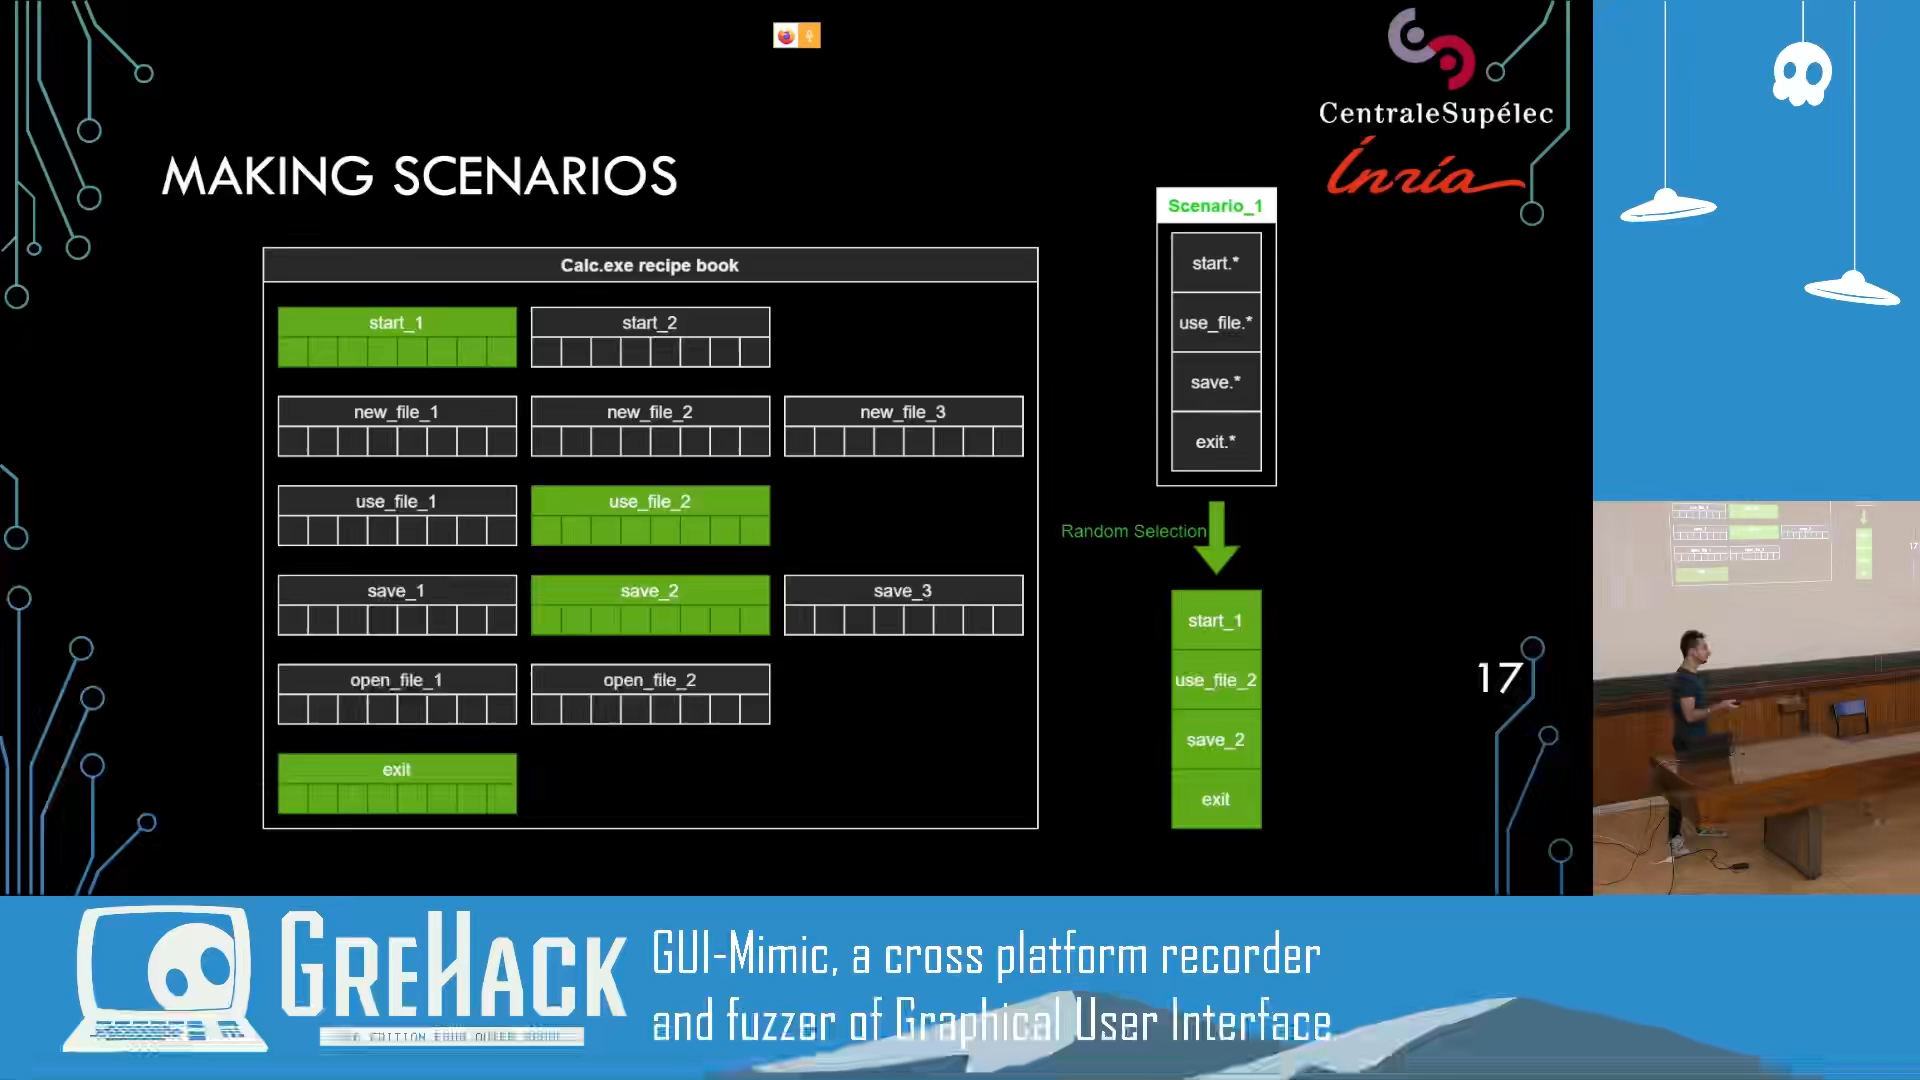 CentraleSupélec
Inria
MAKING SCENARIOS
Calc.exe recipe book
start_1
start_2
new_file_1
new_file_2
new_file_3
use_file_1
use_file_2
save_1
save_2
save_3
open_file_1
open_file_2
exit
Scenario_1
start.*
use_file.*
save.*
exit.*
Random Selection
start_1
use_file_2
save_2
exit
17
17
GREHACK
GUI-Mimic, a cross platform recorder
and fuzzer of Graphical User Interface